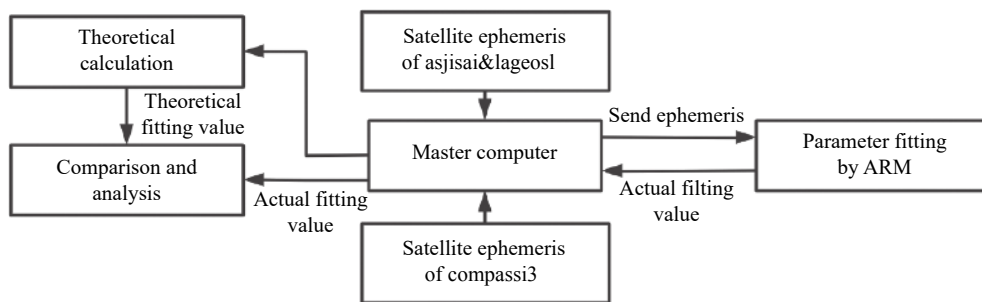 Theoretical
calculation
Satellite ephemeris
of asjisai&lageosl
Theoretical
fitting value
Send ephemeris
Comparison and
analysis
Master computer
Parameter fitting
by ARM
Actual fitting
value
Actual filting
value
Satellite ephemeris
of compassi3